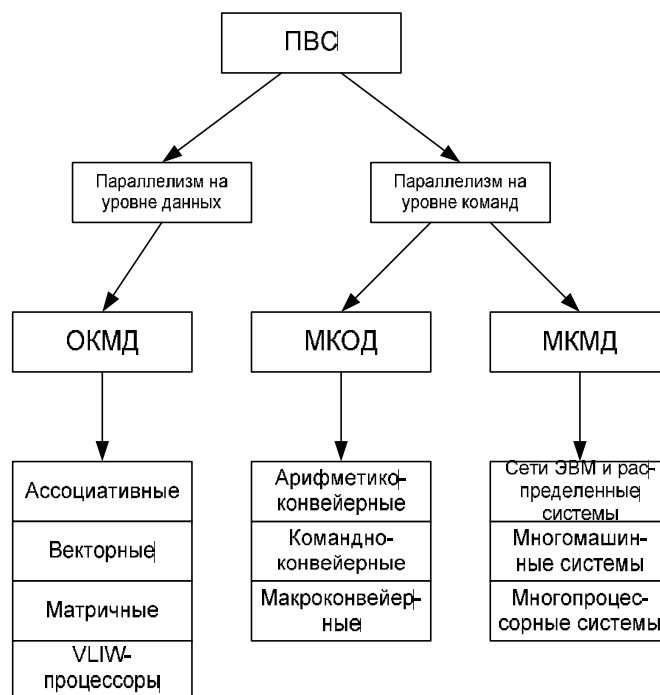 ПВС
Параллелизм на
уровне данных
Параллелизм на
уровне команд
ОКМД
МКОД
МКМД
Ассоциативные
Векторные
Матричные
VLIW-
процессоры
Арифметико-
конвейерные
Командно-
конвейерные
Макроконвейер-
ные
Сети ЭВМ и рас-
пределенные
системы
Многомашин-
ные системы
Многопроцес-
сорные системы